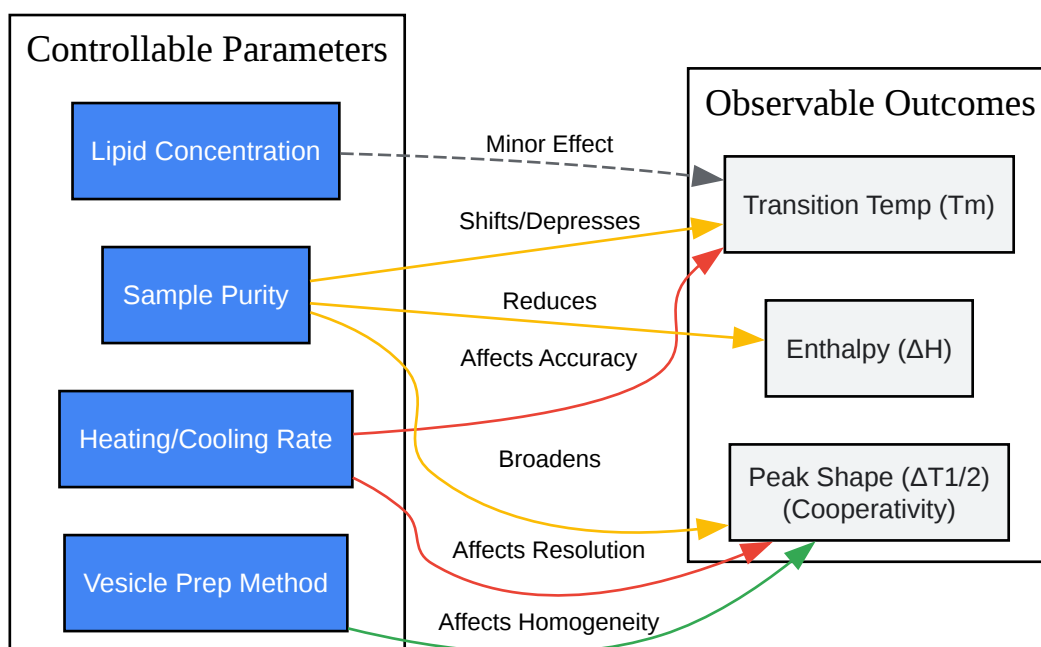 Controllable Parameters
Lipid Concentration
Sample Purity
Heating/Cooling Rate
Vesicle Prep Method
Minor Effect
Shifts/Depresses
Reduces
Affects Accuracy
Broadens
Affects Resolution
Affects Homogeneity
Observable Outcomes
Transition Temp (Tm)
Enthalpy (ΔH)
Peak Shape (ΔT1/2)
(Cooperativity)